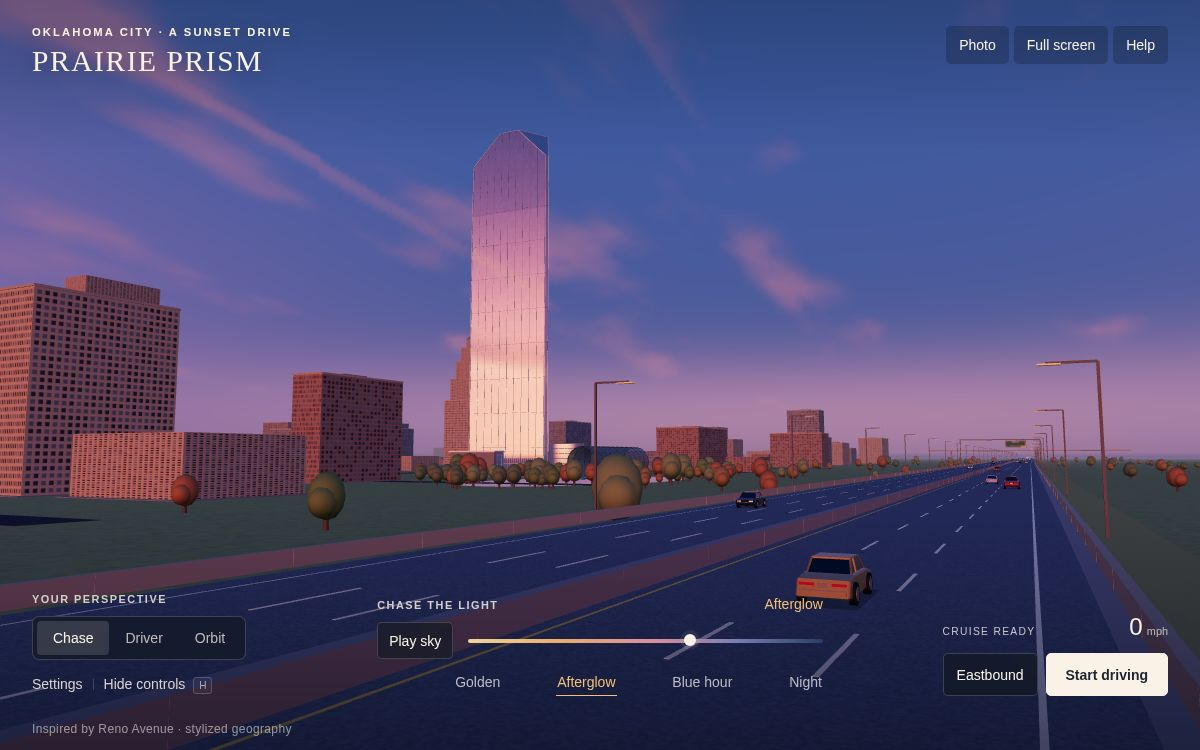 OKLAHOMA CITY · A SUNSET DRIVE
PRAIRIE PRISM
Photo
Full screen
Help
YOUR PERSPECTIVE
Chase
Driver
Orbit
Settings
Hide controls
H
CHASE THE LIGHT
Afterglow
Play sky
Golden
Afterglow
Blue hour
Night
CRUISE READY
0 mph
Eastbound
Start driving
Inspired by Reno Avenue · stylized geography